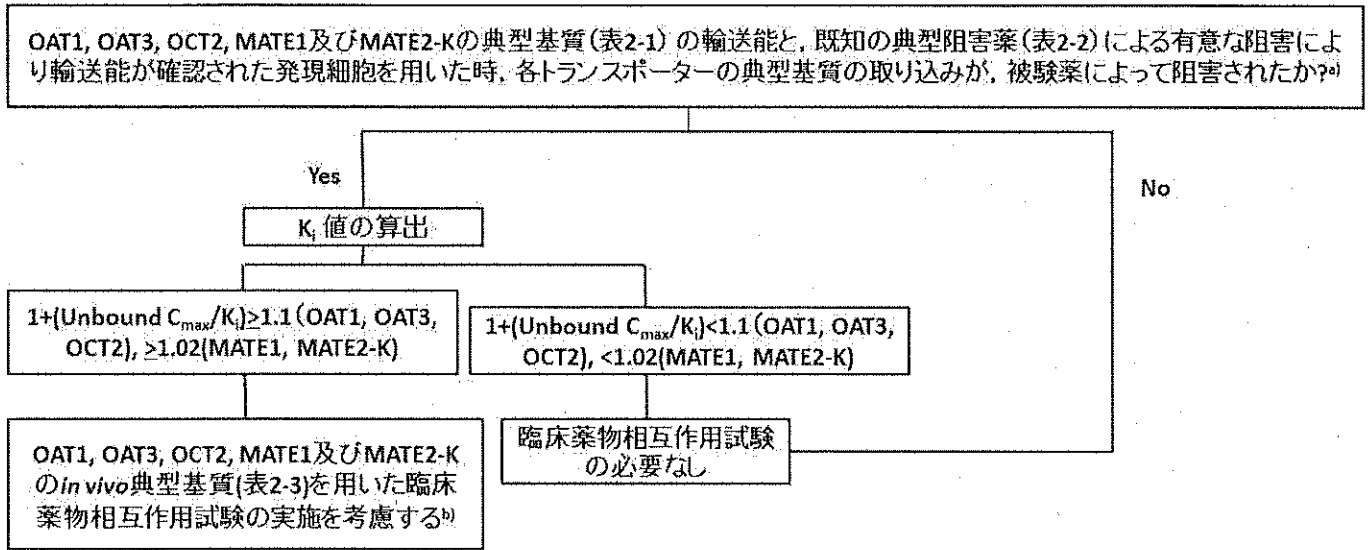 OAT1, OAT3, OCT2, MATE1及びMATE2-Kの典型基質(表2-1) の輸送能と, 既知の典型阻害薬(表2-2)による有意な阻害によ
り輸送能が確認された発現細胞を用いた時, 各トランスポーターの典型基質の取り込みが, 被験薬によって阻害されたか?a)
Yes
No
Ki 値の算出
1+(Unbound Cmax/Ki)≥1.1(OAT1, OAT3,
OCT2), ≥1.02(MATE1, MATE2-K)
1+(Unbound Cmax/Ki)<1.1(OAT1, OAT3,
OCT2), <1.02(MATE1, MATE2-K)
OAT1, OAT3, OCT2, MATE1及びMATE2-K
のin vivo典型基質(表2-3)を用いた臨床
薬物相互作用試験の実施を考慮するb)
臨床薬物相互作用試験
の必要なし